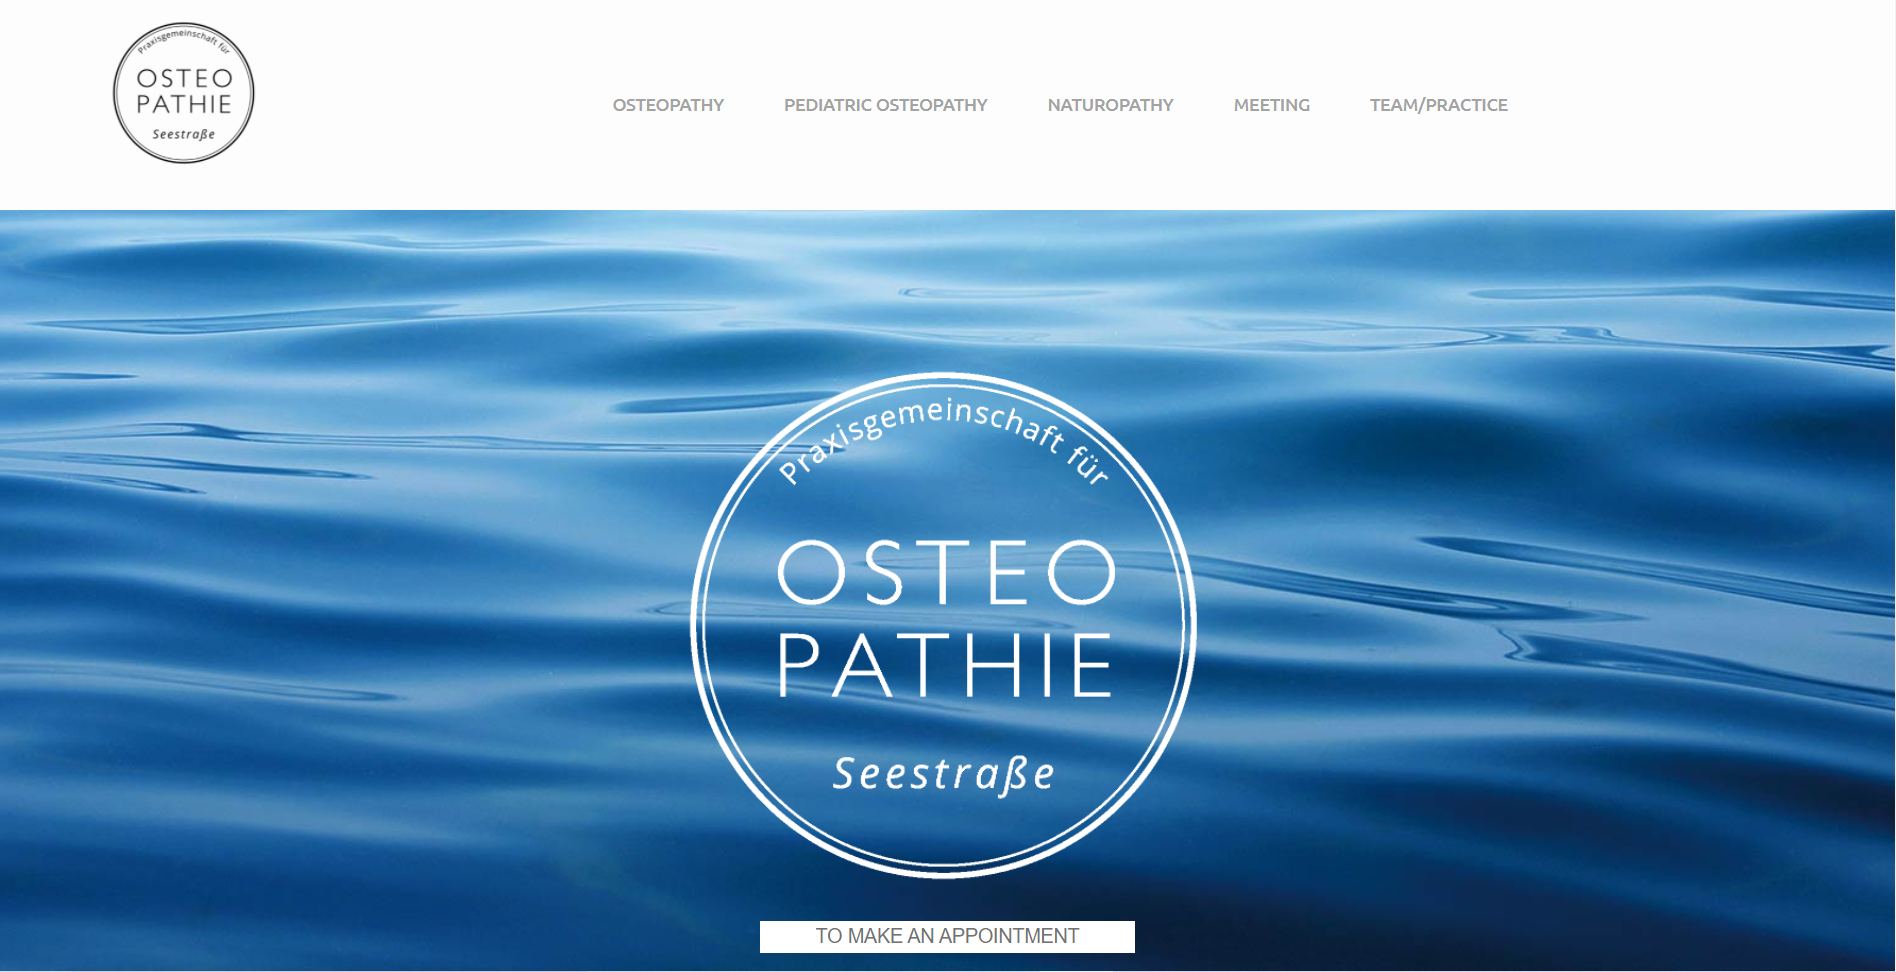 Praxisgemeinschaft für
OSTEO
PATHIE
Seestraße
OSTEOPATHY
PEDIATRIC OSTEOPATHY
NATUROPATHY
MEETING
TEAM/PRACTICE
Praxisgemeinschaft für
OSTEO
PATHIE
Seestraße
TO MAKE AN APPOINTMENT